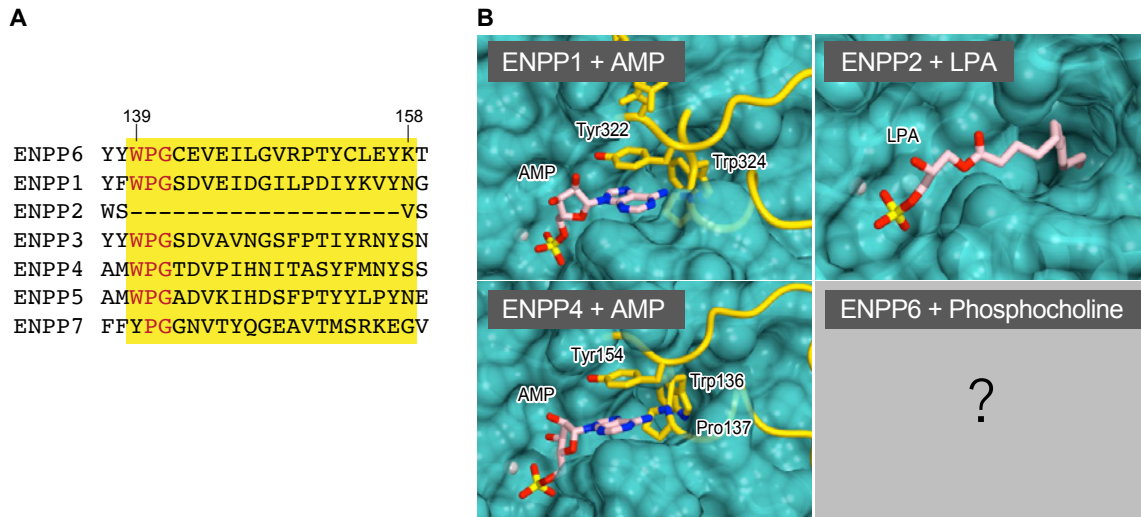 A
139 158
ENPP6 YYWPGCEVEILGVRPTYCLEYKT
ENPP1 YFWPGSDVEIDGILPDIYKVYNG
ENPP2 WS--------------------VS
ENPP3 YYWPGSDVAVNGSFPTIYRNYSN
ENPP4 AMWPGTDVPIHNITASYFMNYSS
ENPP5 AMWPGADVKIHDSFPTYYLPYNE
ENPP7 FFYPGGNVTYQGEAVTMSRKEGV
B
ENPP1 + AMP
Tyr322
AMP
Trp324
ENPP2 + LPA
LPA
ENPP4 + AMP
Tyr154
AMP
Trp136
Pro137
ENPP6 + Phosphocholine
?